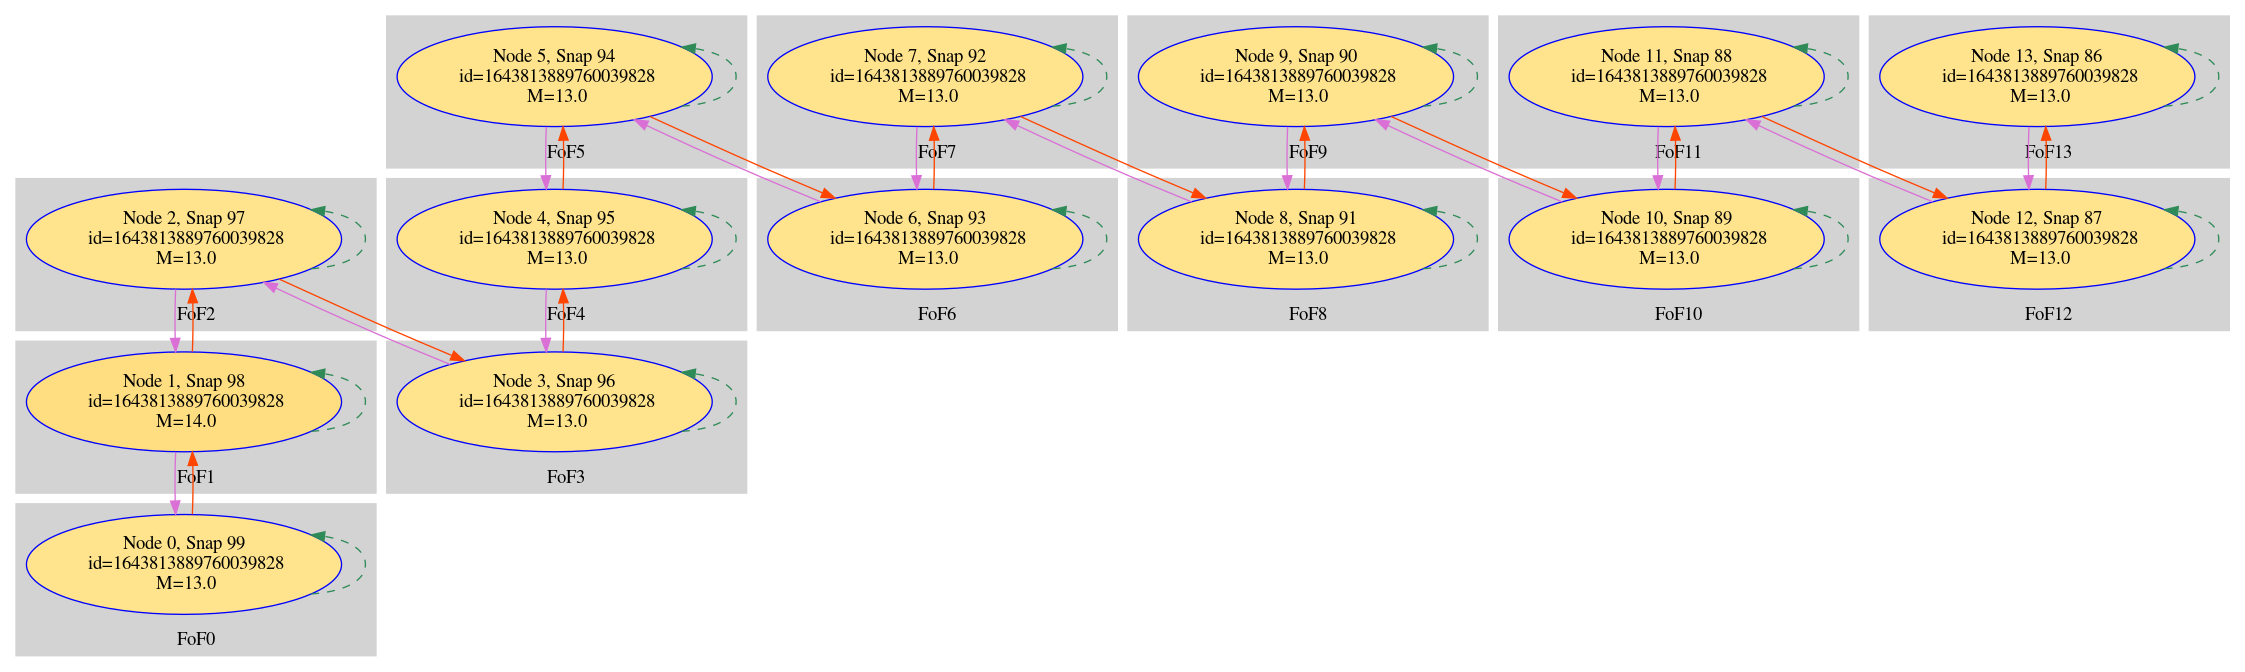 Node 5, Snap 94
id=1643813889760039828
M=13.0
FoF5
Node 7, Snap 92
id=1643813889760039828
M=13.0
FoF7
Node 9, Snap 90
id=1643813889760039828
M=13.0
FoF9
Node 11, Snap 88
id=1643813889760039828
M=13.0
FoF11
Node 13, Snap 86
id=1643813889760039828
M=13.0
FoF13
Node 2, Snap 97
id=1643813889760039828
M=13.0
FoF2
Node 4, Snap 95
id=1643813889760039828
M=13.0
FoF4
Node 6, Snap 93
id=1643813889760039828
M=13.0
FoF6
Node 8, Snap 91
id=1643813889760039828
M=13.0
FoF8
Node 10, Snap 89
id=1643813889760039828
M=13.0
FoF10
Node 12, Snap 87
id=1643813889760039828
M=13.0
FoF12
Node 1, Snap 98
id=1643813889760039828
M=14.0
FoF1
Node 3, Snap 96
id=1643813889760039828
M=13.0
FoF3
Node 0, Snap 99
id=1643813889760039828
M=13.0
FoF0